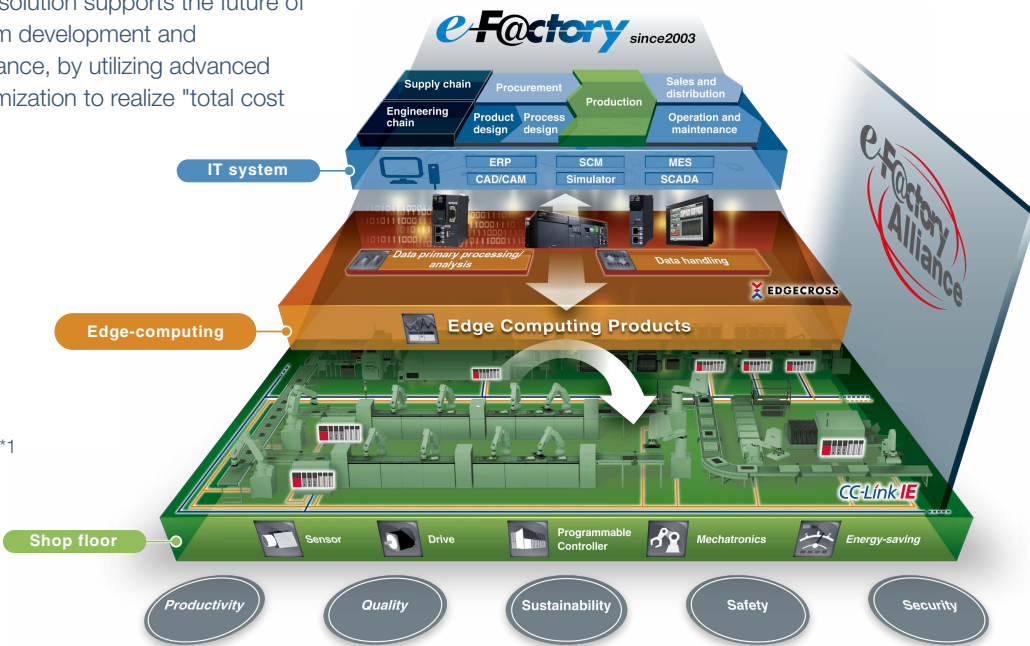 solution supports the future of
m development and
ance, by utilizing advanced
mization to realize "total cost
*1
e-F@ctory since2003
Supply chain
Procurement
Production
Sales and
distribution
Engineering
chain
Product
design
Process
design
Operation and
maintenance
IT system
ERP
SCM
MES
CAD/CAM
Simulator
SCADA
Data primary processing/
analysis
Data handling
EDGECROSS
Edge-computing
Edge Computing Products
e-F@ctory
Alliance
CC-Link IE
Shop floor
Sensor
Drive
Programmable
Controller
Mechatronics
Energy-saving
Productivity
Quality
Sustainability
Safety
Security